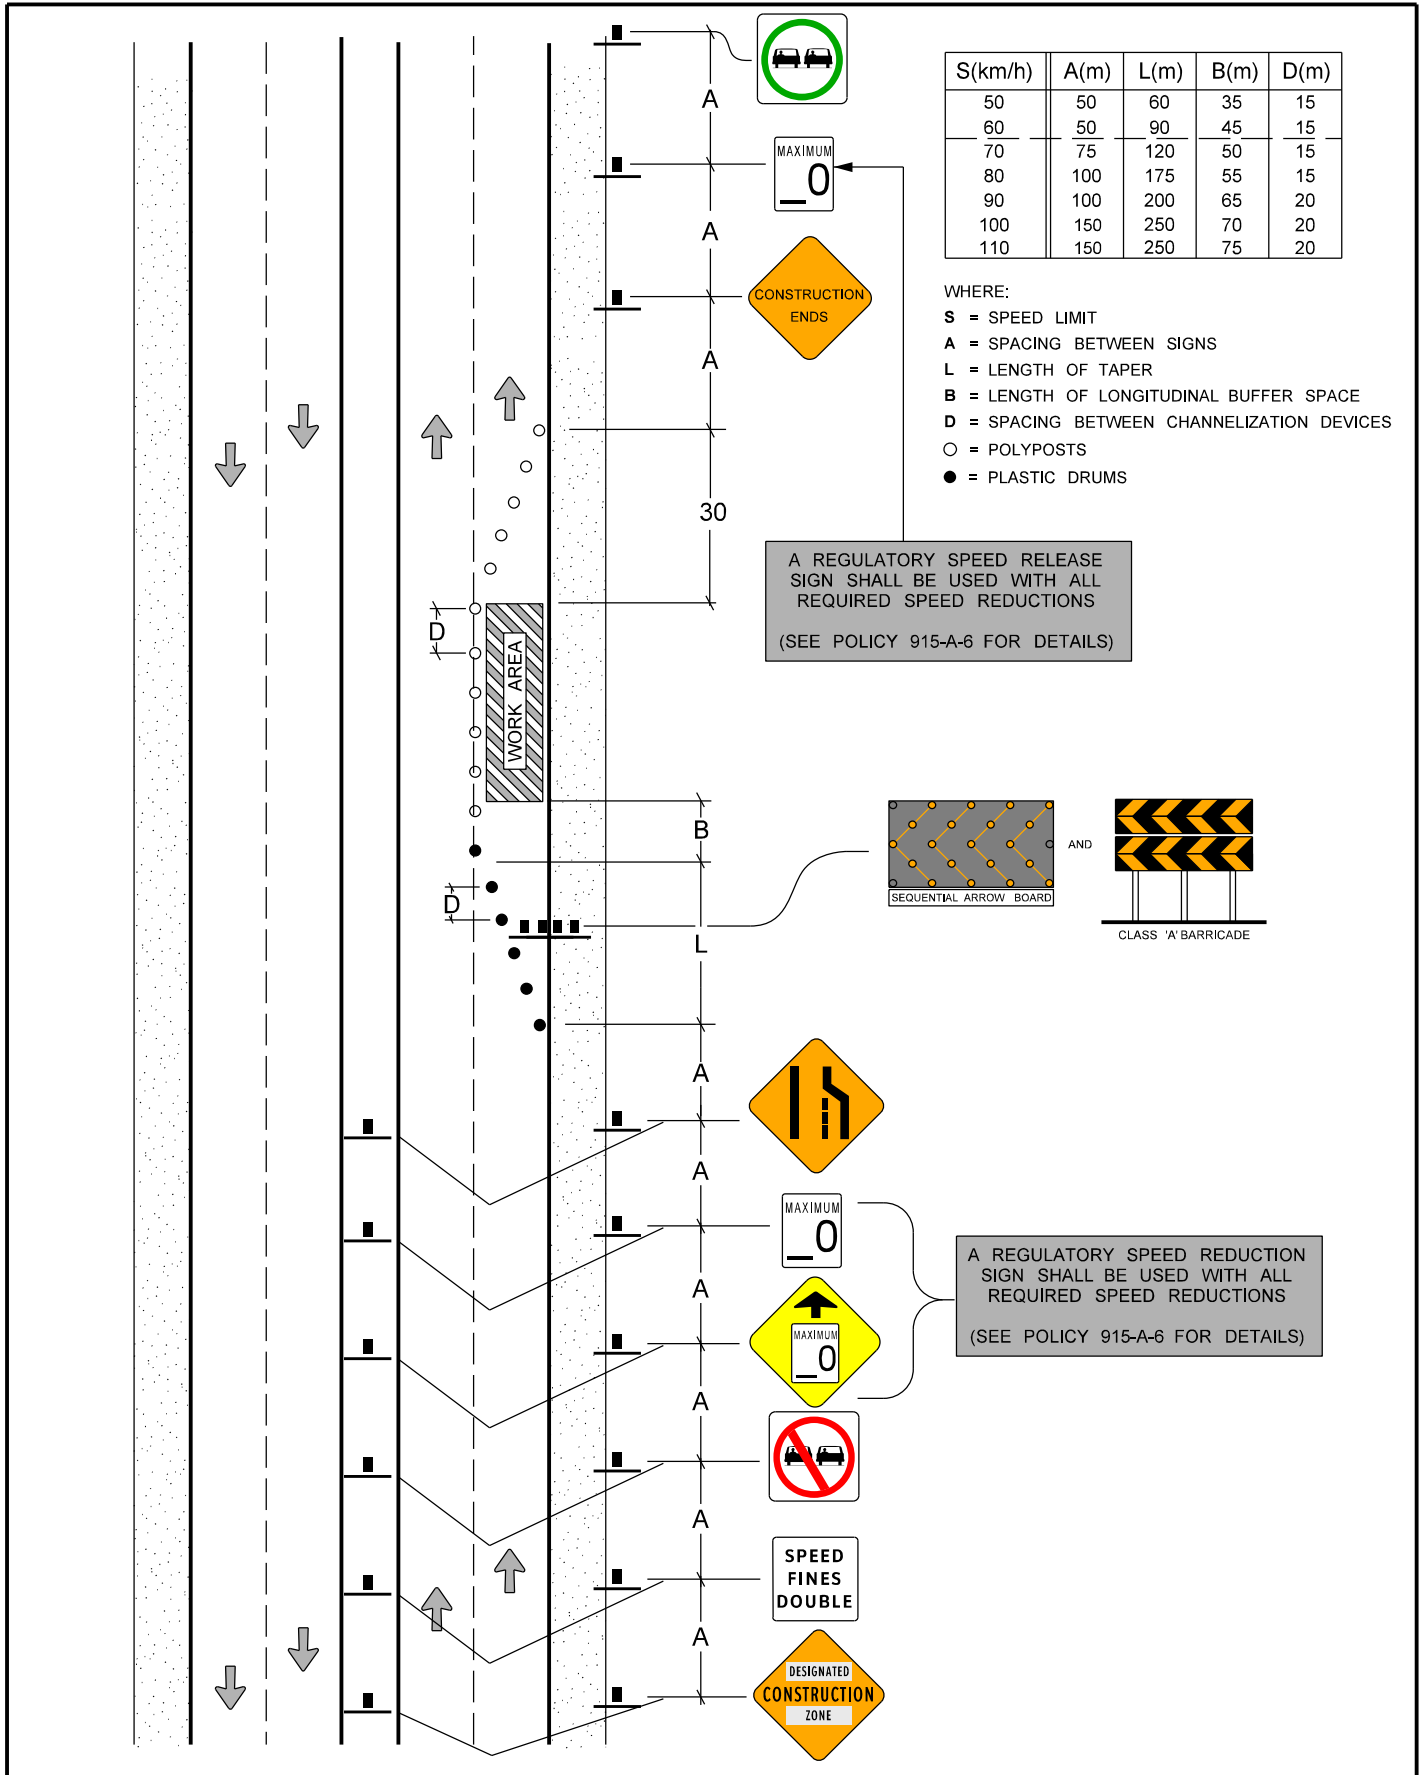 A
MAXIMUM
_0
A
CONSTRUCTION
ENDS
A
30
S(km/h) A(m) L(m) B(m) D(m)
50 50 60 35 15
60 50 90 45 15
70 75 120 50 15
80 100 175 55 15
90 100 200 65 20
100 150 250 70 20
110 150 250 75 20
WHERE:
S = SPEED LIMIT
A = SPACING BETWEEN SIGNS
L = LENGTH OF TAPER
B = LENGTH OF LONGITUDINAL BUFFER SPACE
D = SPACING BETWEEN CHANNELIZATION DEVICES
= POLYPOSTS
= PLASTIC DRUMS
A REGULATORY SPEED RELEASE
SIGN SHALL BE USED WITH ALL
REQUIRED SPEED REDUCTIONS
(SEE POLICY 915-A-6 FOR DETAILS)
D
WORK AREA
B
D
L
SEQUENTIAL ARROW BOARD
AND
CLASS 'A' BARRICADE
A
A
MAXIMUM
_0
A
MAXIMUM
_0
A REGULATORY SPEED REDUCTION
SIGN SHALL BE USED WITH ALL
REQUIRED SPEED REDUCTIONS
(SEE POLICY 915-A-6 FOR DETAILS)
A
A
SPEED
FINES
DOUBLE
A
DESIGNATED
CONSTRUCTION
ZONE